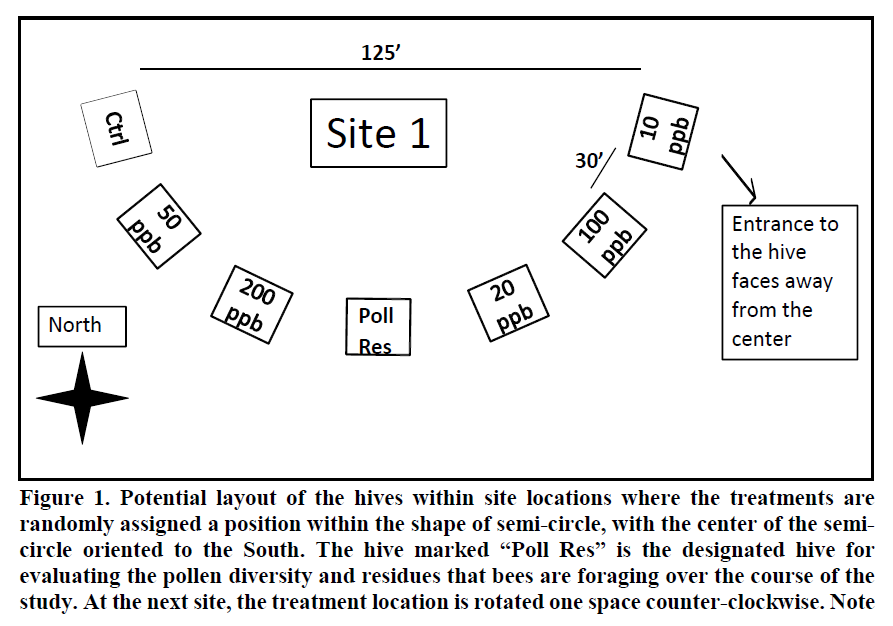 125’
Ctrl
Site 1
10
ppb
30’
50
ppb
100
ppb
Entrance to
the hive
faces away
from the
center
200
ppb
20
ppb
Poll
Res
North
Figure 1. Potential layout of the hives within site locations where the treatments are
randomly assigned a position within the shape of semi-circle, with the center of the semi-
circle oriented to the South. The hive marked “Poll Res” is the designated hive for
evaluating the pollen diversity and residues that bees are foraging over the course of the
study. At the next site, the treatment location is rotated one space counter-clockwise. Note